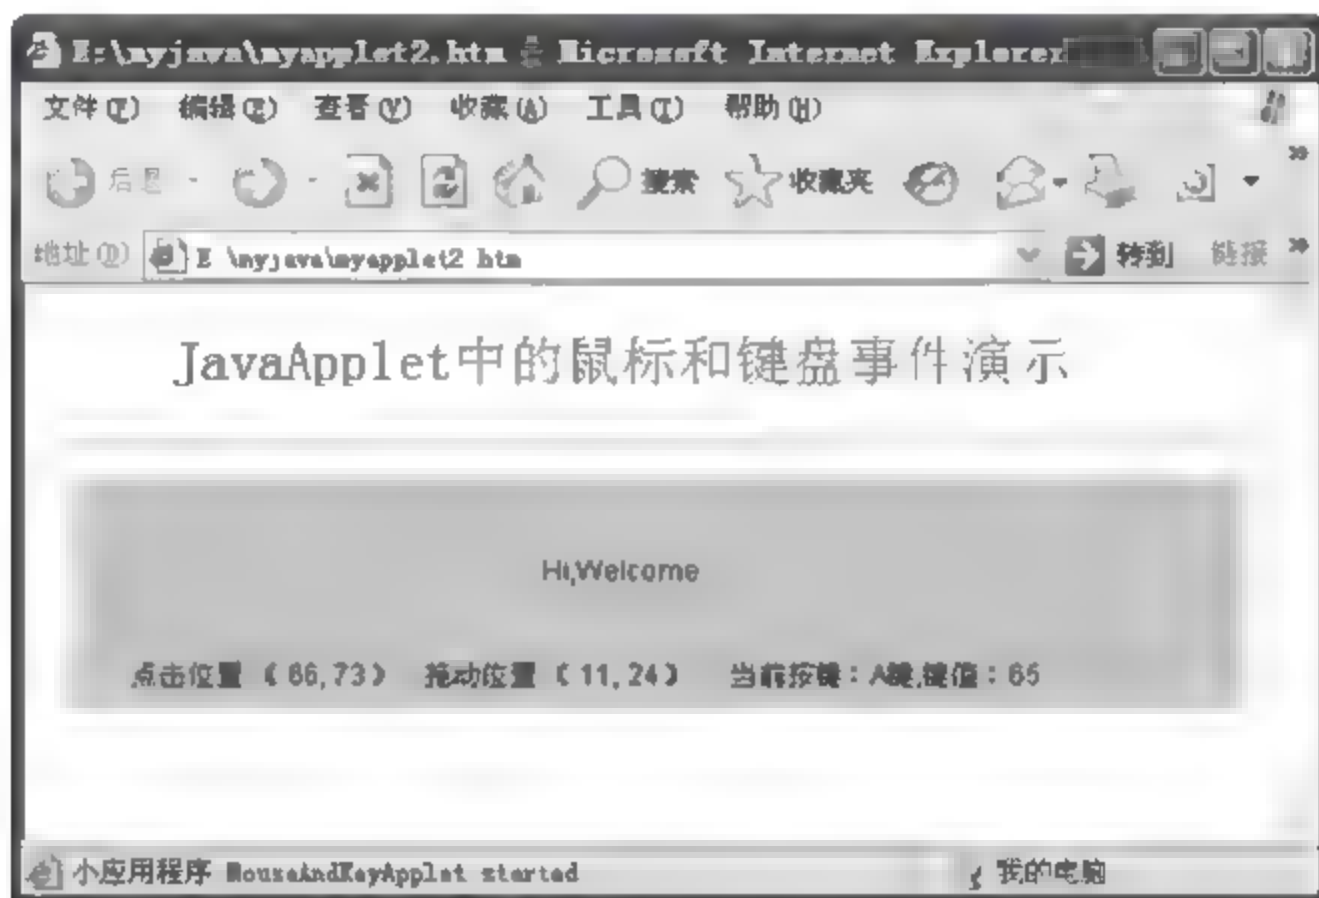 E:\myjava\myapplet2.htm - Microsoft Internet Explorer
文件(F) 编辑(E) 查看(V) 收藏(A) 工具(T) 帮助(H)
后退 搜索 收藏夹
地址(D) E \myjava\myapplet2 htm 转到 链接 »
JavaApplet中的鼠标和键盘事件演示
Hi,Welcome
点击位置（86,73） 拖动位置（11,24） 当前按键：A键,键值：65
小应用程序 MouseAndKeyApplet started 我的电脑